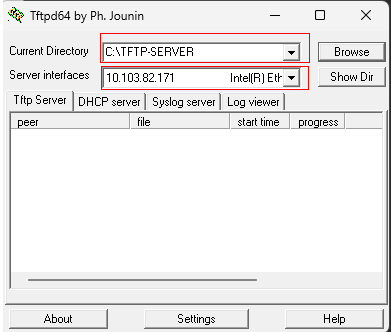 Tftpd64 by Ph. Jounin
Current Directory C:\TFTP-SERVER Browse
Server interfaces 10.103.82.171 Intel(R) Eth Show Dir
Tftp Server DHCP server Syslog server Log viewer
peer file start time progress
About Settings Help